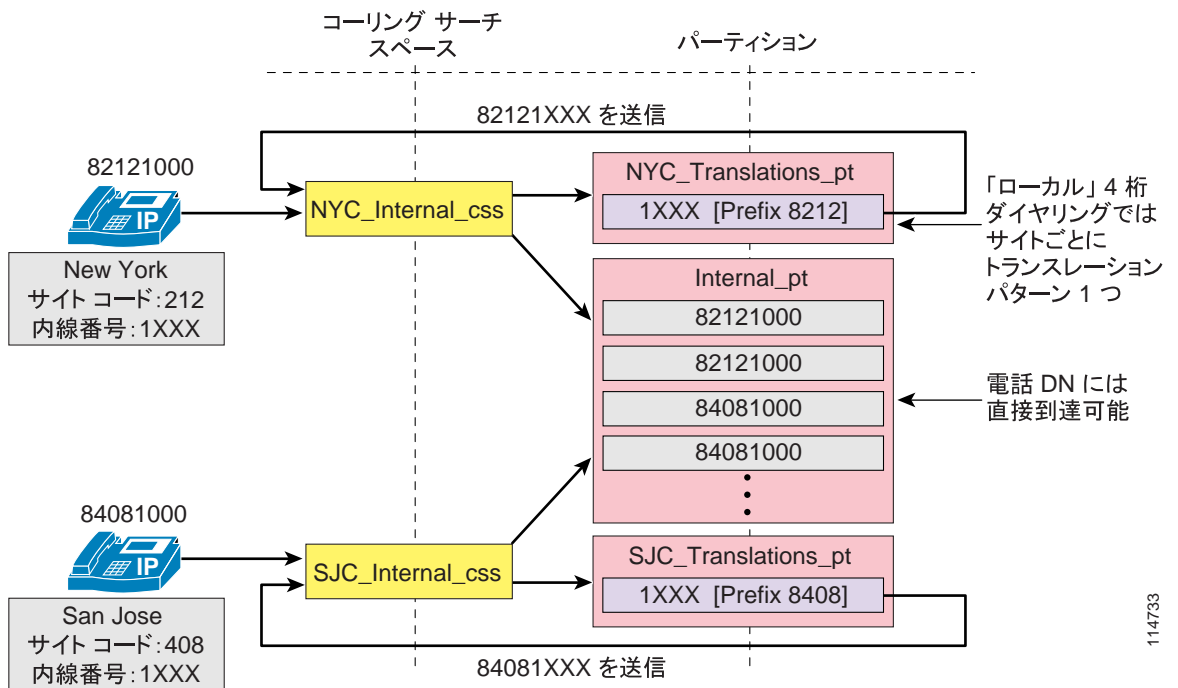 コーリング サーチ
スペース
パーティション
82121XXX を送信
82121000
IP
New York
サイト コード:212
内線番号:1XXX
NYC_Internal_css
NYC_Translations_pt
1XXX [Prefix 8212]
「ローカル」4 桁
ダイヤリングでは
サイトごとに
トランスレーション
パターン 1 つ
Internal_pt
82121000
82121000
84081000
84081000
電話 DN には
直接到達可能
84081000
IP
San Jose
サイト コード:408
内線番号:1XXX
SJC_Internal_css
SJC_Translations_pt
1XXX [Prefix 8408]
84081XXX を送信
114733